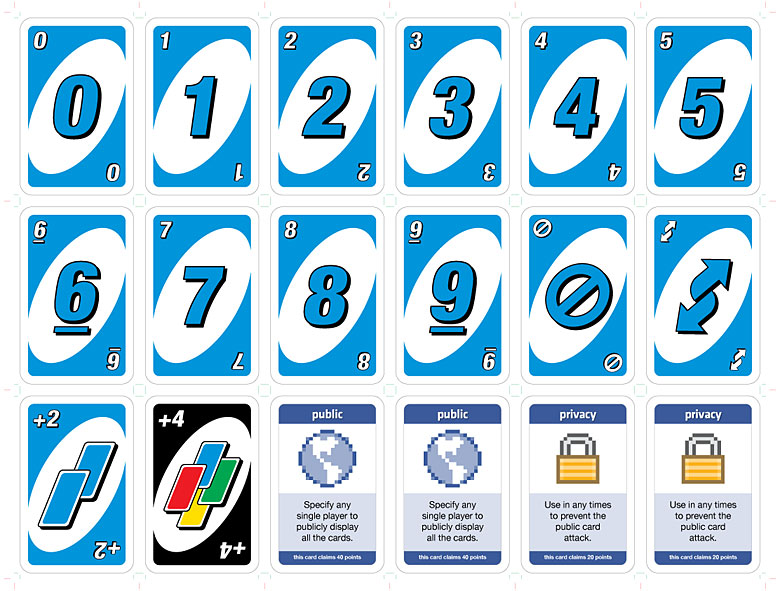 0 1 2 3 4 5
0 1 2 3 4 5
0 1 2 3 4 5
6 7 8 9
6 7 8 9
6 7 8 9
+2 +4 public public privacy privacy
Specify any
single player to
publicly display
all the cards.
this card claims 40 points
Specify any
single player to
publicly display
all the cards.
this card claims 40 points
Use in any times
to prevent the
public card
attack.
this card claims 20 points
Use in any times
to prevent the
public card
attack.
this card claims 20 points
+2 +4